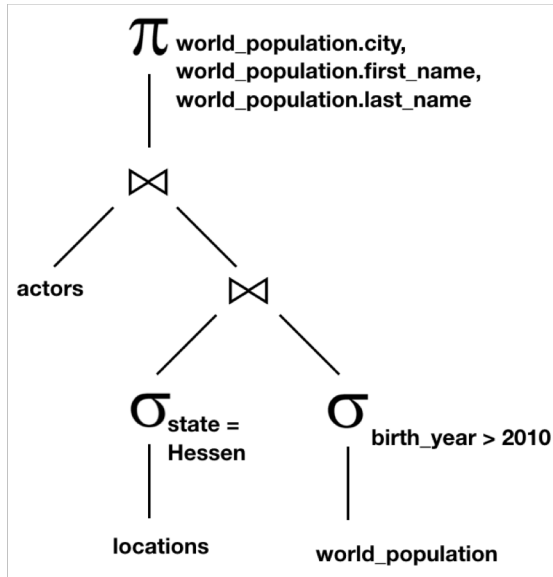 π world_population.city,
world_population.first_name,
world_population.last_name
⋈
actors
⋈
σ state =
Hessen
σ birth_year > 2010
locations
world_population